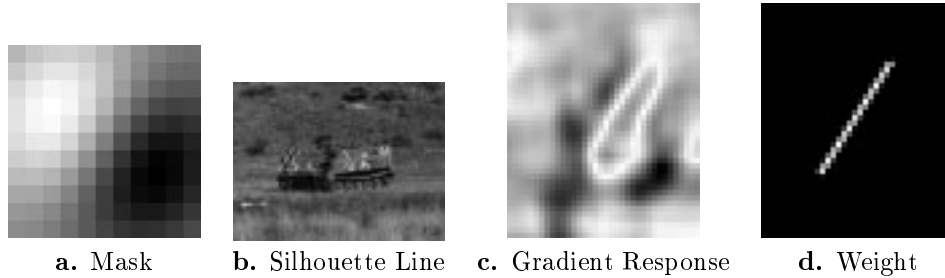 a. Mask
b. Silhouette Line
c. Gradient Response
d. Weight